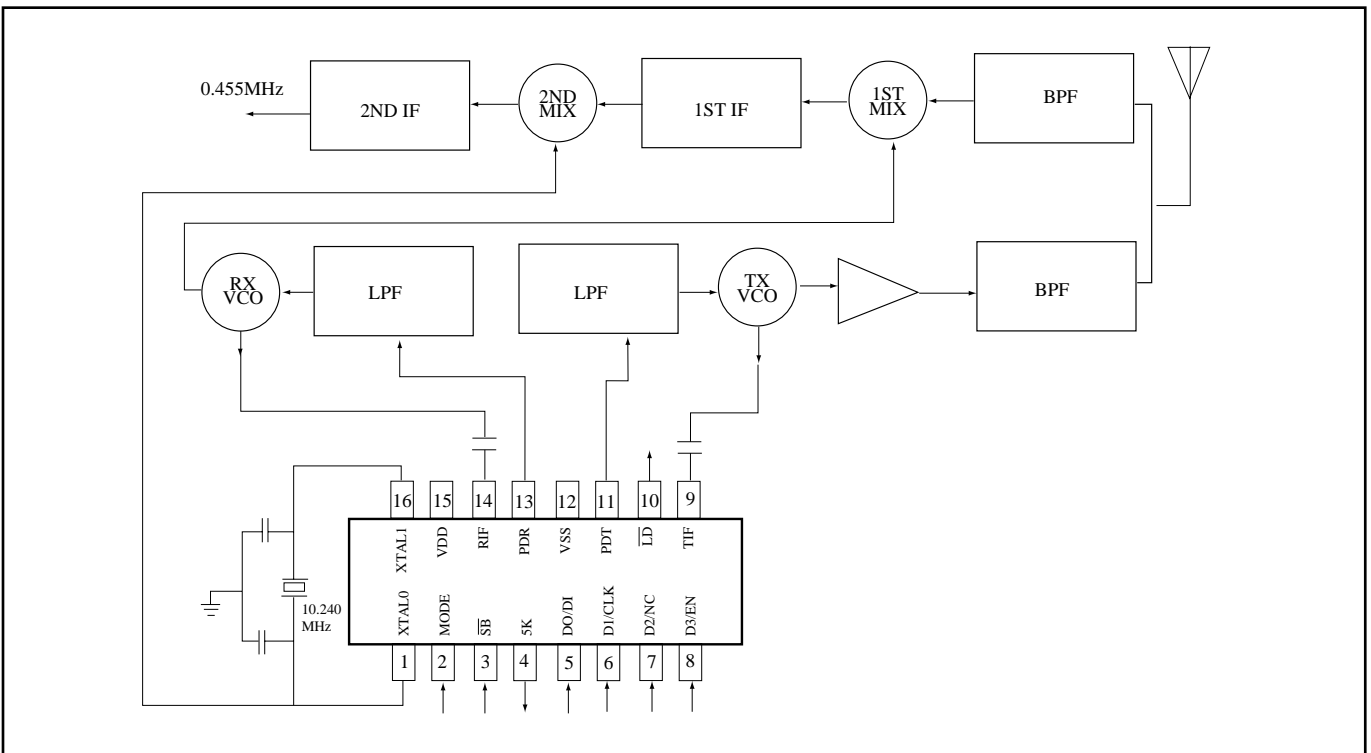 0.455MHz
2ND IF
2ND
MIX
1ST IF
1ST
MIX
BPF
RX
VCO
LPF
LPF
TX
VCO
BPF
16
15
14
13
12
11
10
9
XTAL1
VDD
RIF
PDR
VSS
PDT
L̅D̅
TIF
10.240
MHz
XTAL0
MODE
S̅B̅
5K
DO/DI
D1/CLK
D2/NC
D3/EN
1
2
3
4
5
6
7
8